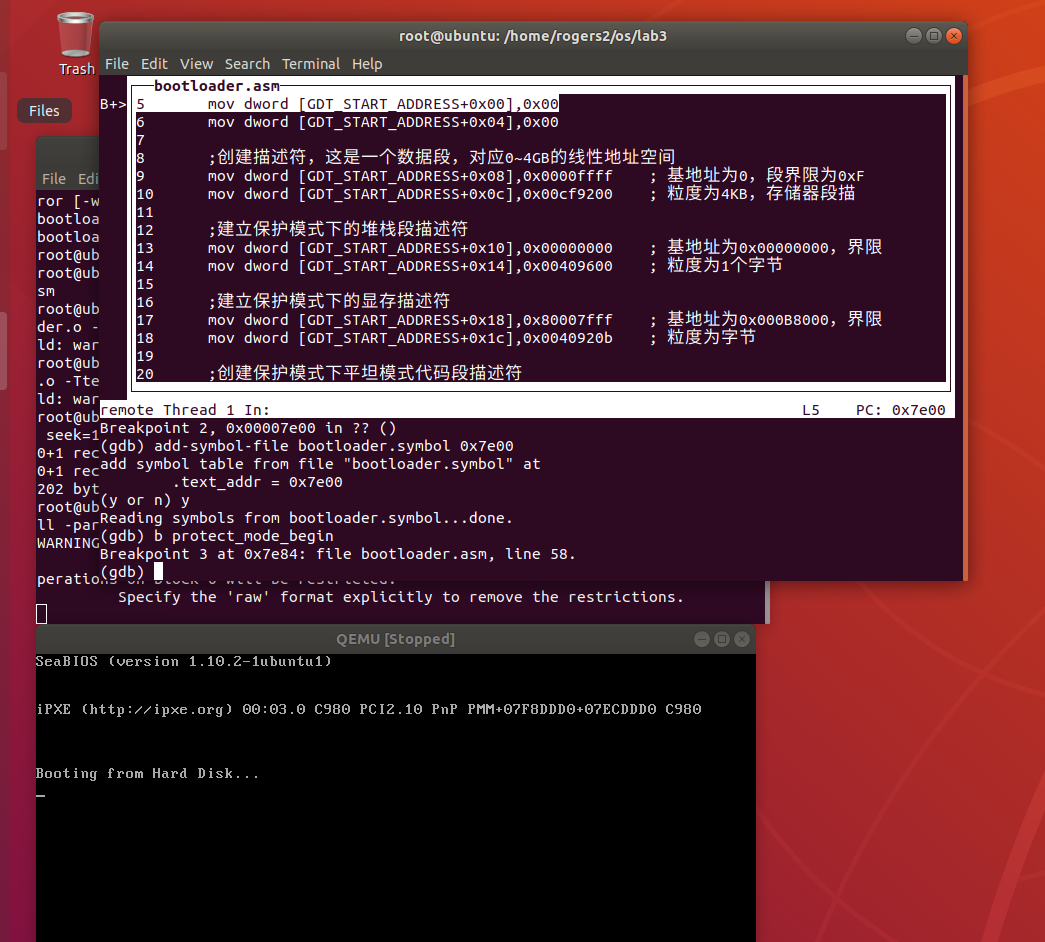 Trash
Files
root@ubuntu: /home/rogers2/os/lab3
File Edit View Search Terminal Help
bootloader.asm
B+> 5 mov dword [GDT_START_ADDRESS+0x00],0x00
6 mov dword [GDT_START_ADDRESS+0x04],0x00
7
8 ;创建描述符，这是一个数据段，对应0~4GB的线性地址空间
9 mov dword [GDT_START_ADDRESS+0x08],0x0000ffff ; 基地址为0，段界限为0xF
10 mov dword [GDT_START_ADDRESS+0x0c],0x00cf9200 ; 粒度为4KB，存储器段描
11
12 ;建立保护模式下的堆栈段描述符
13 mov dword [GDT_START_ADDRESS+0x10],0x00000000 ; 基地址为0x00000000，界限
14 mov dword [GDT_START_ADDRESS+0x14],0x00409600 ; 粒度为1个字节
15
16 ;建立保护模式下的显存描述符
17 mov dword [GDT_START_ADDRESS+0x18],0x80007fff ; 基地址为0x000B8000，界限
18 mov dword [GDT_START_ADDRESS+0x1c],0x0040920b ; 粒度为字节
19
20 ;创建保护模式下平坦模式代码段描述符
remote Thread 1 In: L5 PC: 0x7e00
Breakpoint 2, 0x00007e00 in ?? ()
(gdb) add-symbol-file bootloader.symbol 0x7e00
add symbol table from file "bootloader.symbol" at
.text_addr = 0x7e00
(y or n) y
Reading symbols from bootloader.symbol...done.
(gdb) b protect_mode_begin
Breakpoint 3 at 0x7e84: file bootloader.asm, line 58.
(gdb)
File Edi
ror [-w
bootloa
bootloa
root@ub
root@ub
sm
root@ub
der.o -
ld: war
root@ub
.o -Tte
ld: war
root@ub
seek=1
0+1 rec
0+1 rec
202 byt
root@ub
ll -par
WARNING
perations on block 0 will be restricted.
Specify the 'raw' format explicitly to remove the restrictions.
QEMU [Stopped]
SeaBIOS (version 1.10.2-1ubuntu1)
iPXE (http://ipxe.org) 00:03.0 C980 PCI2.10 PnP PMM+07F8DDD0+07ECDDD0 C980
Booting from Hard Disk...